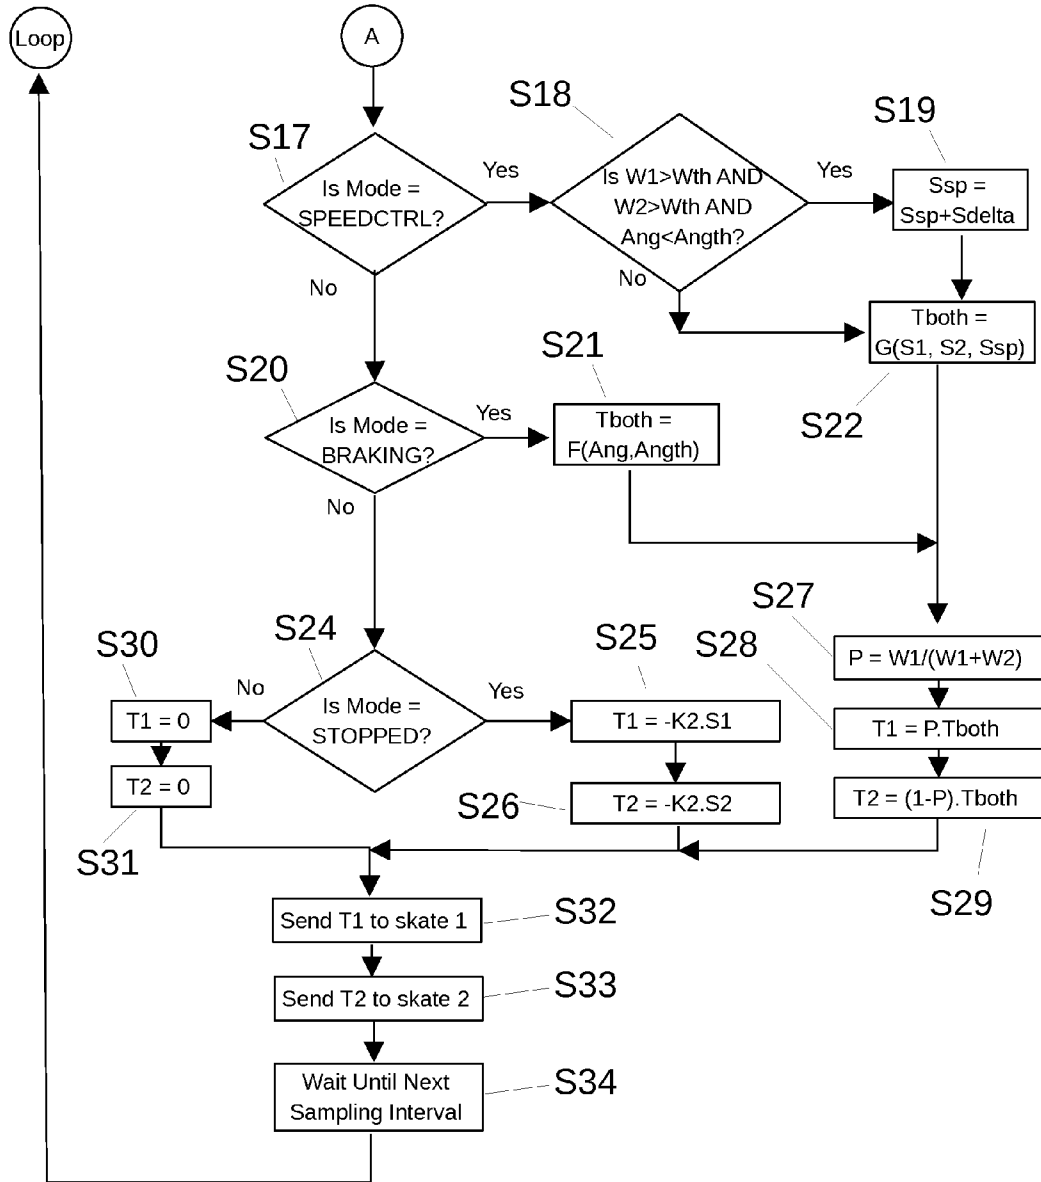 Loop
A
S17
S18
S19
Is Mode =
SPEEDCTRL?
Yes
Is W1>Wth AND
W2>Wth AND
Ang<Angth?
Yes
Ssp =
Ssp+Sdelta
No
No
Tboth =
G(S1, S2, Ssp)
S22
S20
S21
Is Mode =
BRAKING?
Yes
Tboth =
F(Ang,Angth)
No
S27
S28
P = W1/(W1+W2)
T1 = P.Tboth
T2 = (1-P).Tboth
S29
S30
S24
S25
No
Is Mode =
STOPPED?
Yes
T1 = 0
T2 = 0
S31
T1 = -K2.S1
S26
T2 = -K2.S2
Send T1 to skate 1
S32
Send T2 to skate 2
S33
Wait Until Next
Sampling Interval
S34